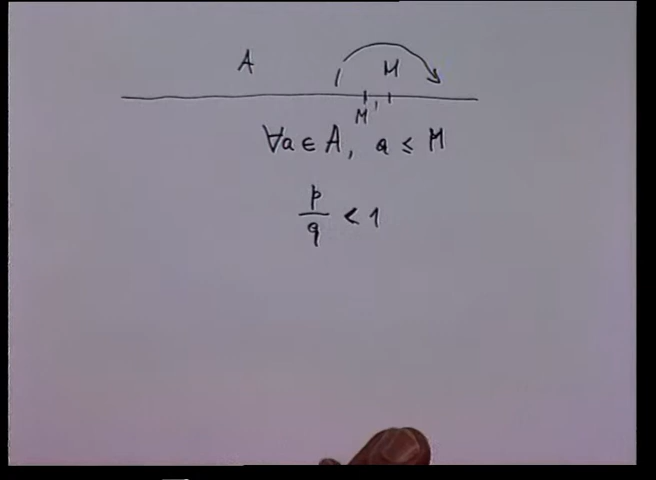 A M
M'
∀a ∈ A, a ≤ M
p/q < 1